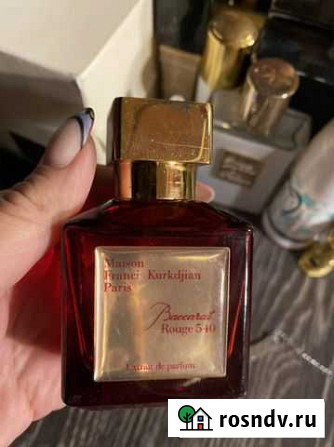 Maison
Francis Kurkdjian
Paris
Baccarat
Rouge 540
Extrait de parfum
rosndv.ru